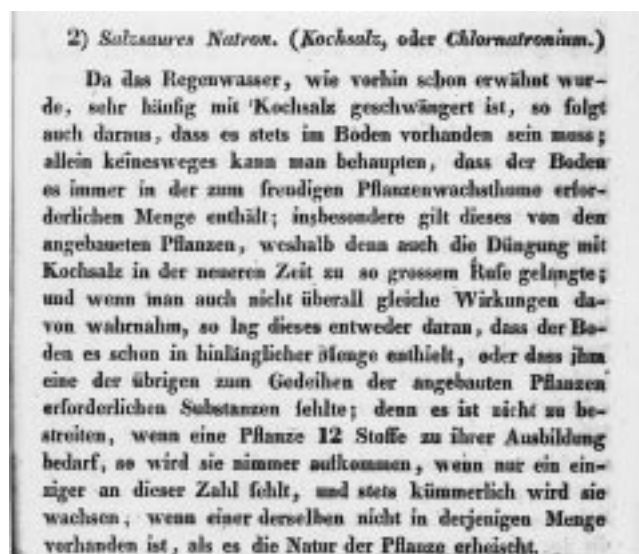 2) Salzsaures Natron. (Kochsalz, oder Chlornatronium.)
Da das Regenwasser, wie vorhin schon erwähnt wur-
de, sehr häufig mit Kochsalz geschwängert ist, so folgt
auch daraus, dass es stets im Boden vorhanden sein muss;
allein keinesweges kann man behaupten, dass der Boden
es immer in der zum freudigen Pflanzenwachsthume erfor-
derlichen Menge enthält; insbesondere gilt dieses von den
angebaueten Pflanzen, weshalb denn auch die Düngung mit
Kochsalz in der neueren Zeit zu so grossem Rufe gelangte;
und wenn man auch nicht überall gleiche Wirkungen da-
von wahrnahm, so lag dieses entweder daran, dass der Bo-
den es schon in hinlänglicher Menge enthielt, oder dass ihm
eine der übrigen zum Gedeihen der angebauten Pflanzen
erforderlichen Substanzen fehlte; denn es ist nicht zu be-
streiten, wenn eine Pflanze 12 Stoffe zu ihrer Ausbildung
bedarf, so wird sie nimmer aufkommen, wenn nur ein ein-
ziger an dieser Zahl fehlt, und stets kümmerlich wird sie
wachsen, wenn einer derselben nicht in derjenigen Menge
vorhanden ist, als es die Natur der Pflanze erheischt.